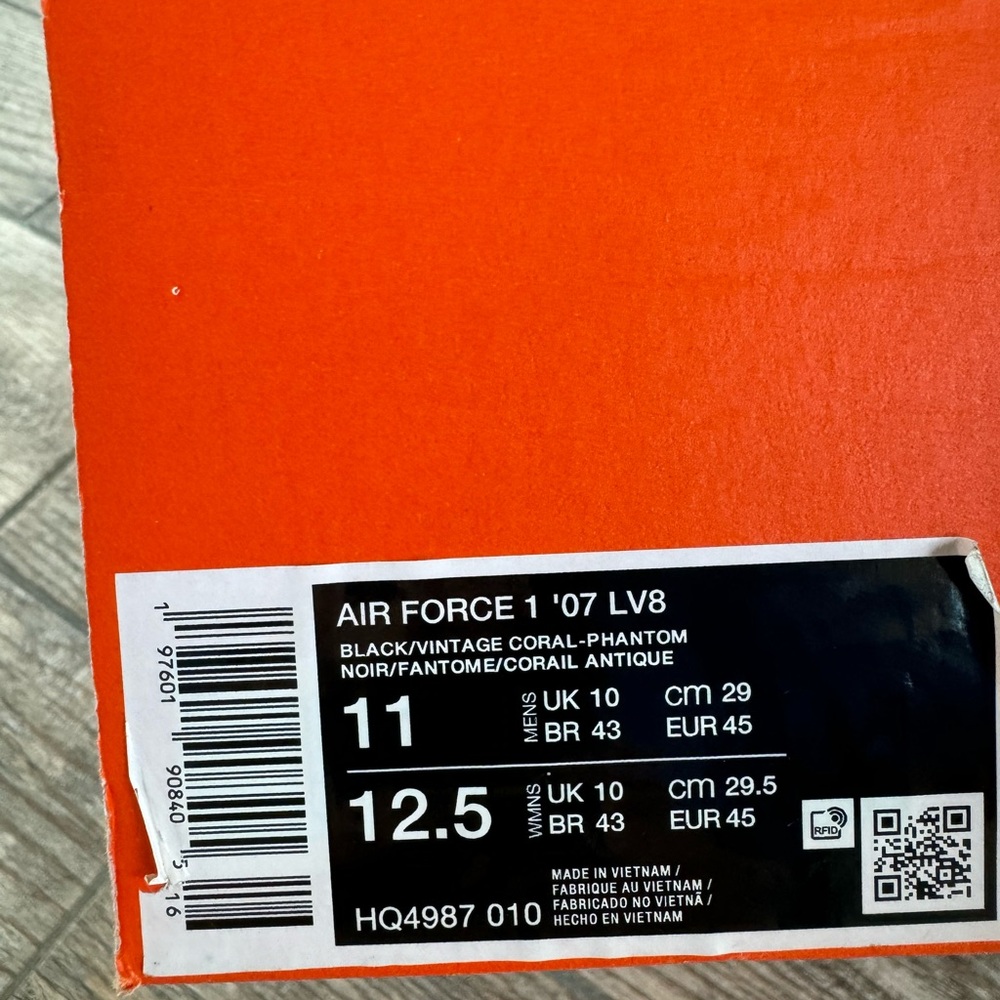 AIR FORCE 1 '07 LV8
BLACK/VINTAGE CORAL-PHANTOM
NOIR/FANTOME/CORAIL ANTIQUE
11 MENS UK 10 cm 29
BR 43 EUR 45
12.5 WMNS UK 10 cm 29.5
BR 43 EUR 45
RFID
MADE IN VIETNAM /
FABRIQUE AU VIETNAM /
FABRICADO NO VIETNÃ /
HECHO EN VIETNAM
HQ4987 010
1 97601 90840 5 16